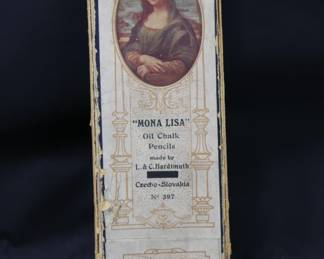 "MONA LISA"
Oil Chalk
Pencils
made by
L. & C. Hardtmuth
Czecho-Slovakia
No 397